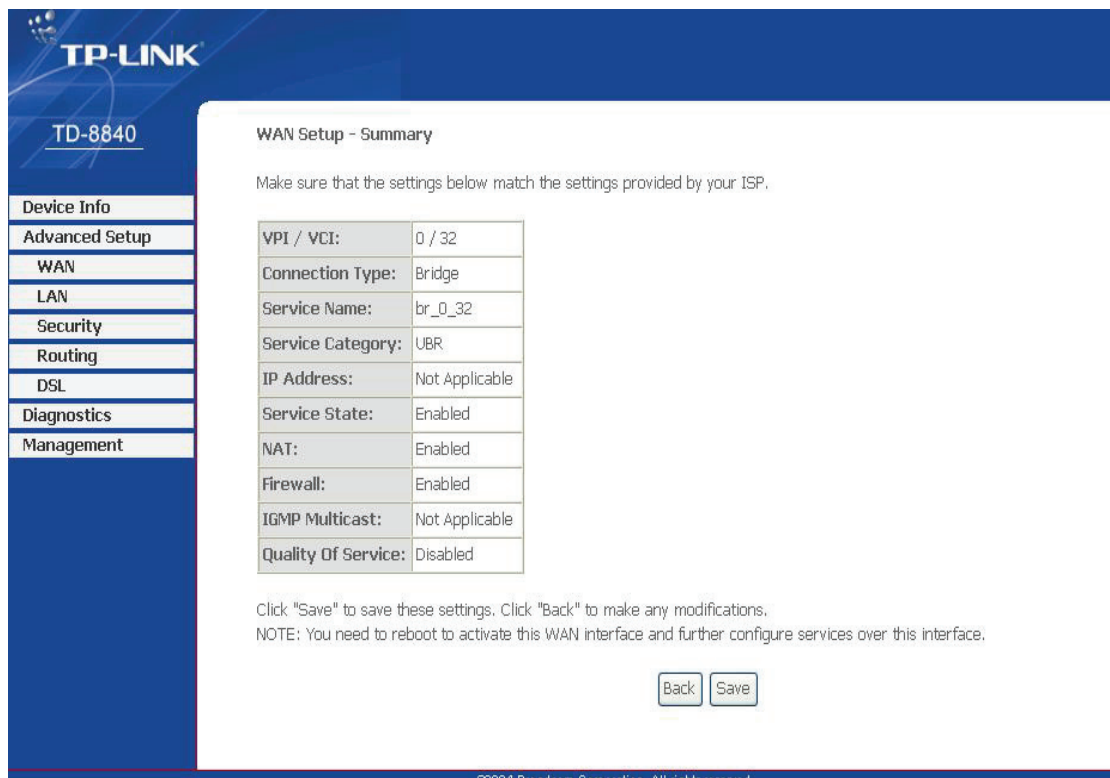 TP-LINK
TD-8840
Device Info
Advanced Setup
WAN
LAN
Security
Routing
DSL
Diagnostics
Management
WAN Setup - Summary
Make sure that the settings below match the settings provided by your ISP.
VPI / VCI: 0 / 32
Connection Type: Bridge
Service Name: br_0_32
Service Category: UBR
IP Address: Not Applicable
Service State: Enabled
NAT: Enabled
Firewall: Enabled
IGMP Multicast: Not Applicable
Quality Of Service: Disabled
Click "Save" to save these settings. Click "Back" to make any modifications.
NOTE: You need to reboot to activate this WAN interface and further configure services over this interface.
Back Save